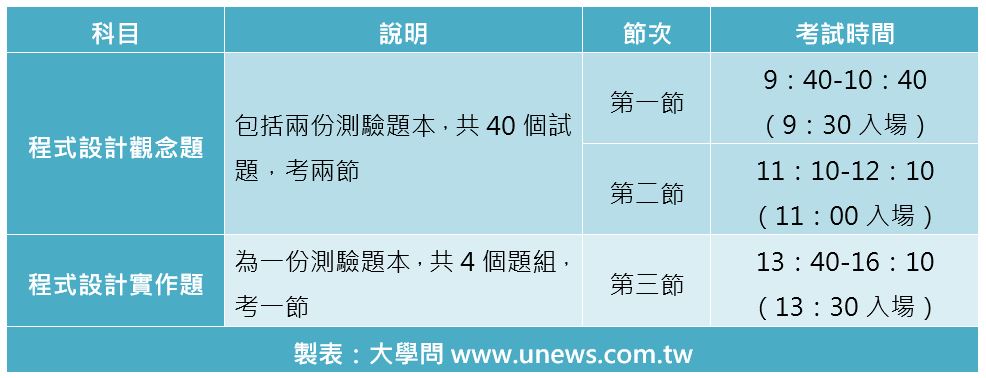 科目
說明
節次
考試時間
程式設計觀念題
包括兩份測驗題本，共 40 個試
題，考兩節
第一節
9：40-10：40
（9：30 入場）
第二節
11：10-12：10
（11：00 入場）
程式設計實作題
為一份測驗題本，共 4 個題組，
考一節
第三節
13：40-16：10
（13：30 入場）
製表：大學問 www.unews.com.tw